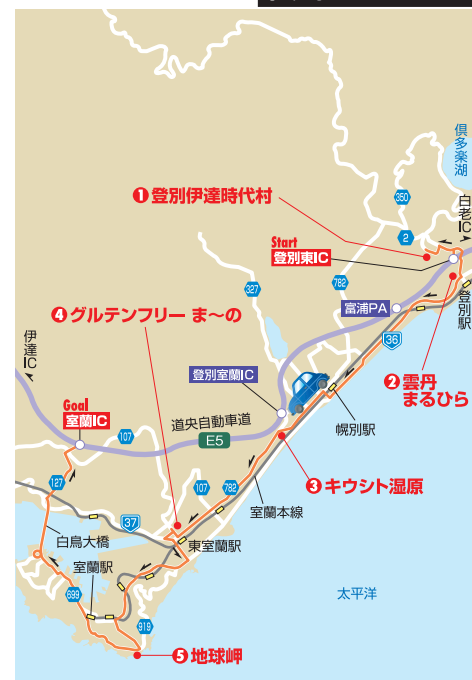 倶多楽湖
350
❶登別伊達時代村
2
白老IC
Start
登別東IC
782
327
富浦PA
登別駅
❹グルテンフリー ま〜の
36
伊達IC
登別室蘭IC
❷雲丹
まるひら
Goal
室蘭IC
道央自動車道
E5
幌別駅
107
❸キウシト湿原
127
107
782
37
室蘭本線
白鳥大橋
東室蘭駅
室蘭駅
太平洋
699
919
❺地球岬